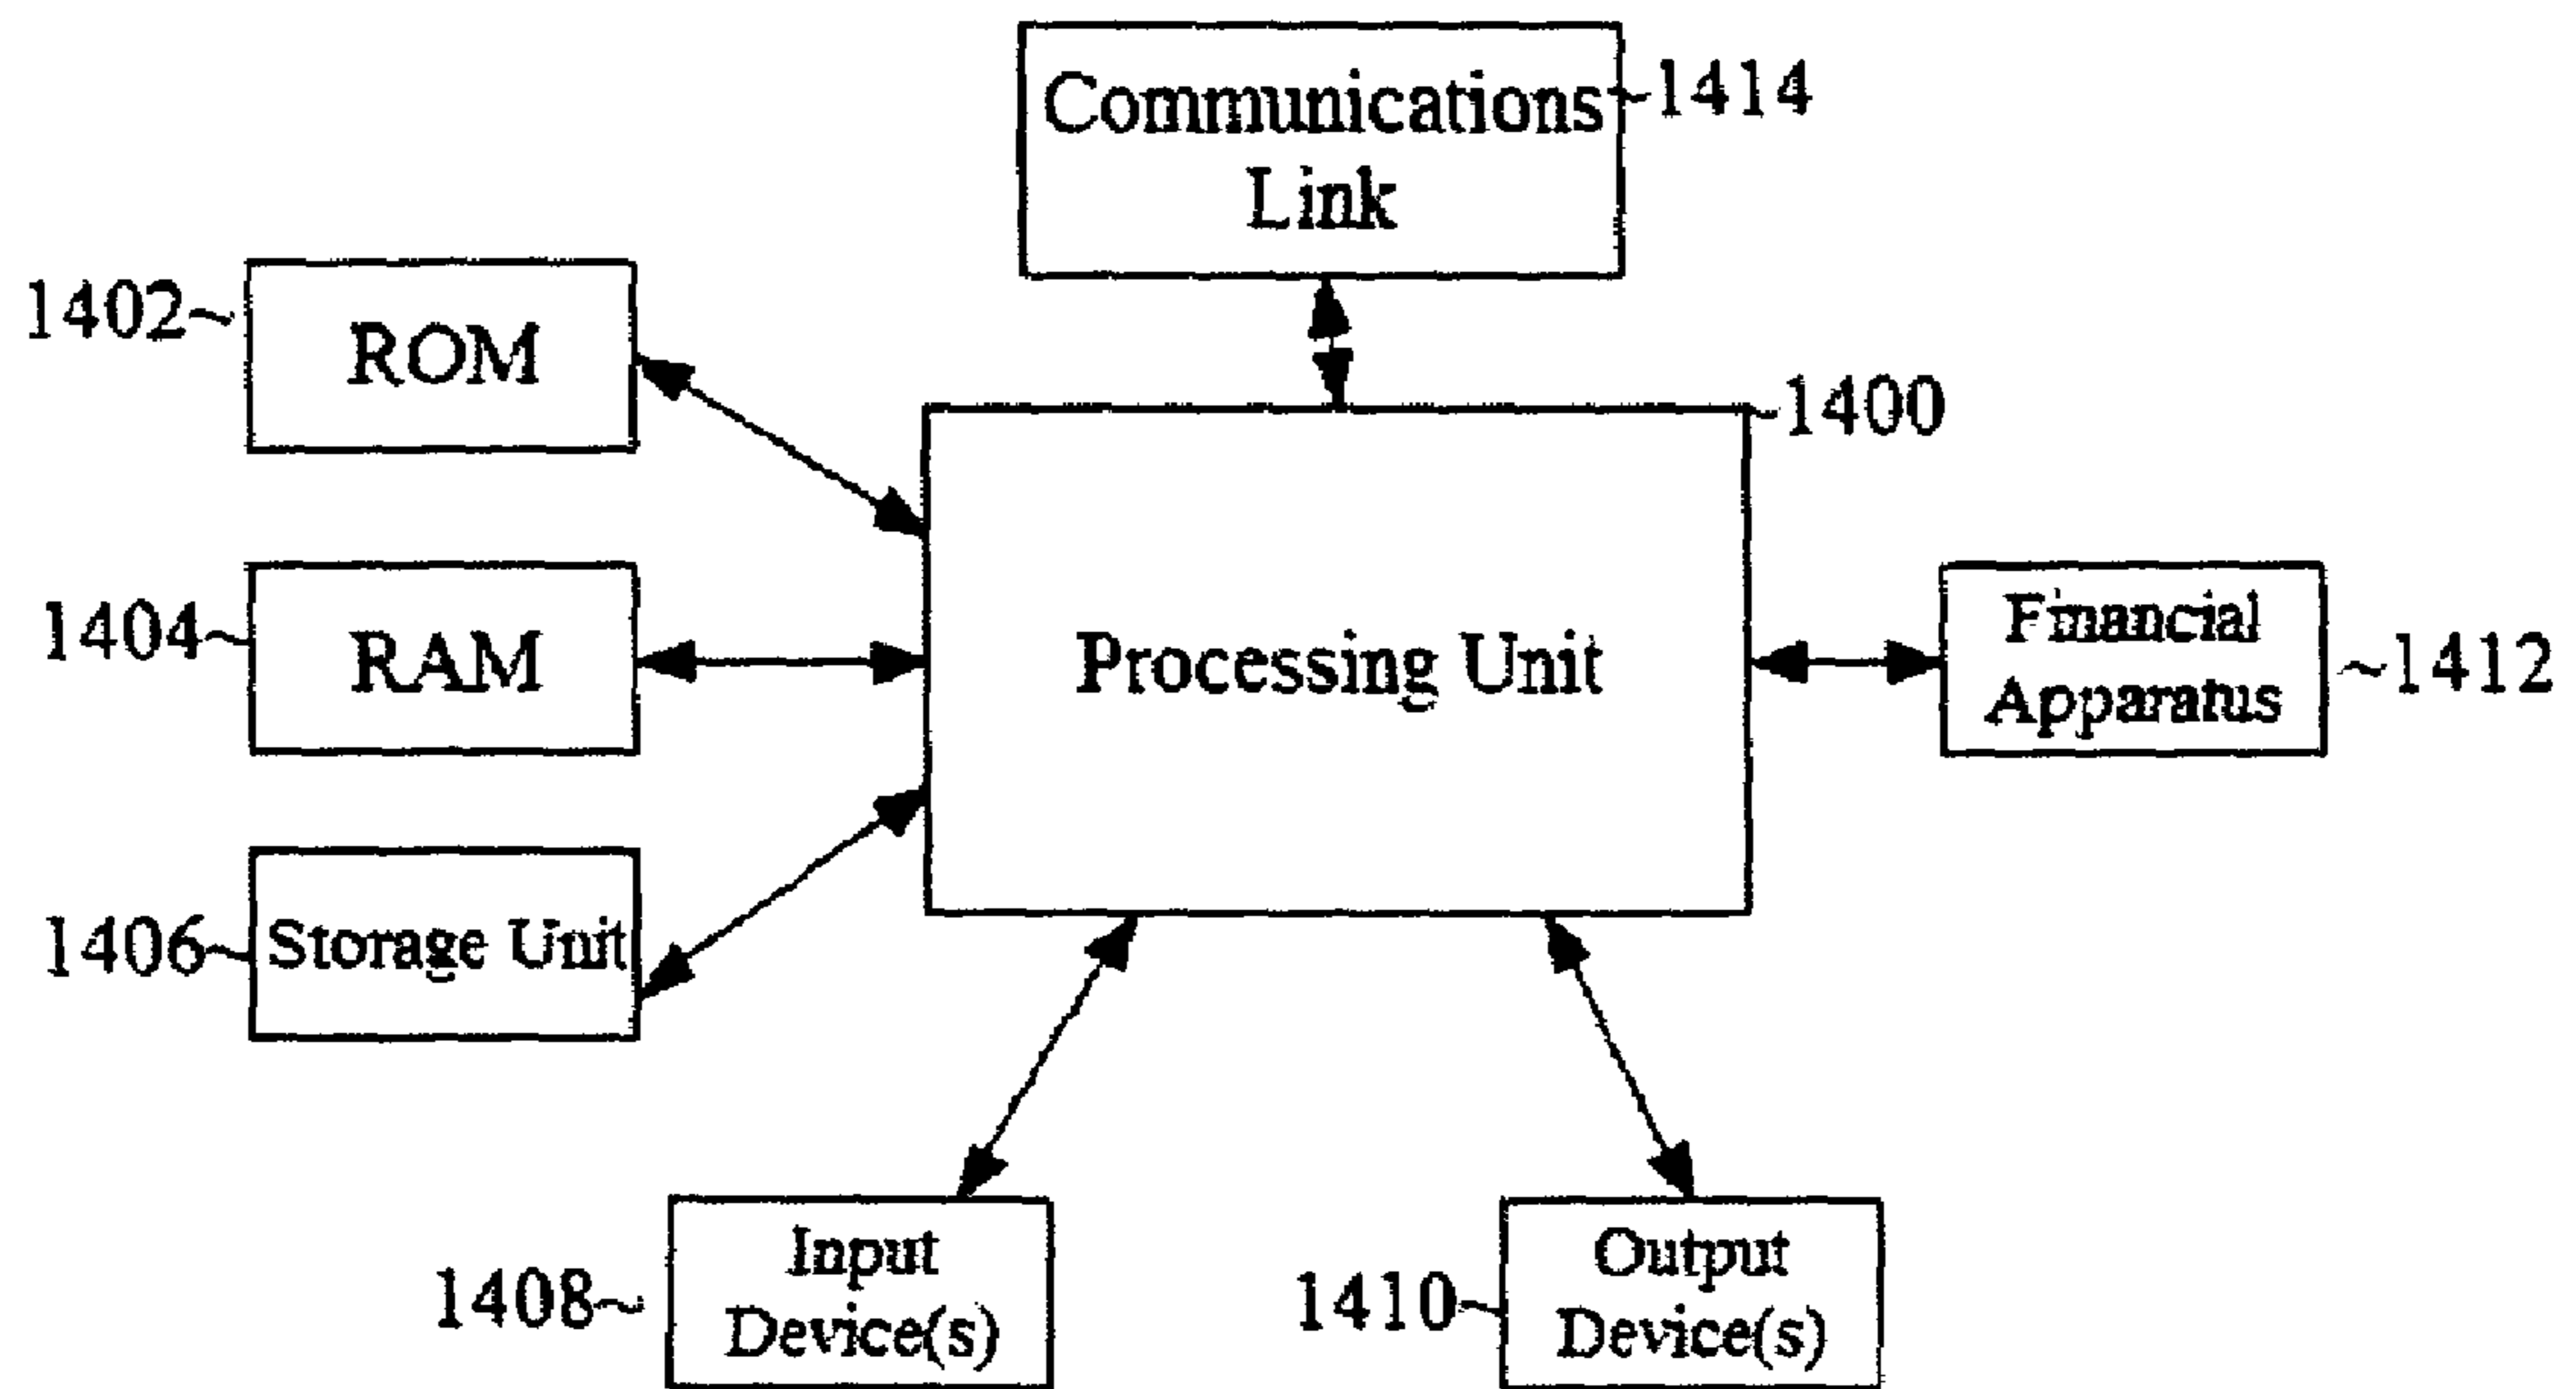 Communications
Link
~1414
1402~
ROM
~1400
1404~
RAM
Processing Unit
Financial
Apparatus
~1412
1406~
Storage Unit
1408~
Input
Device(s)
1410~
Output
Device(s)